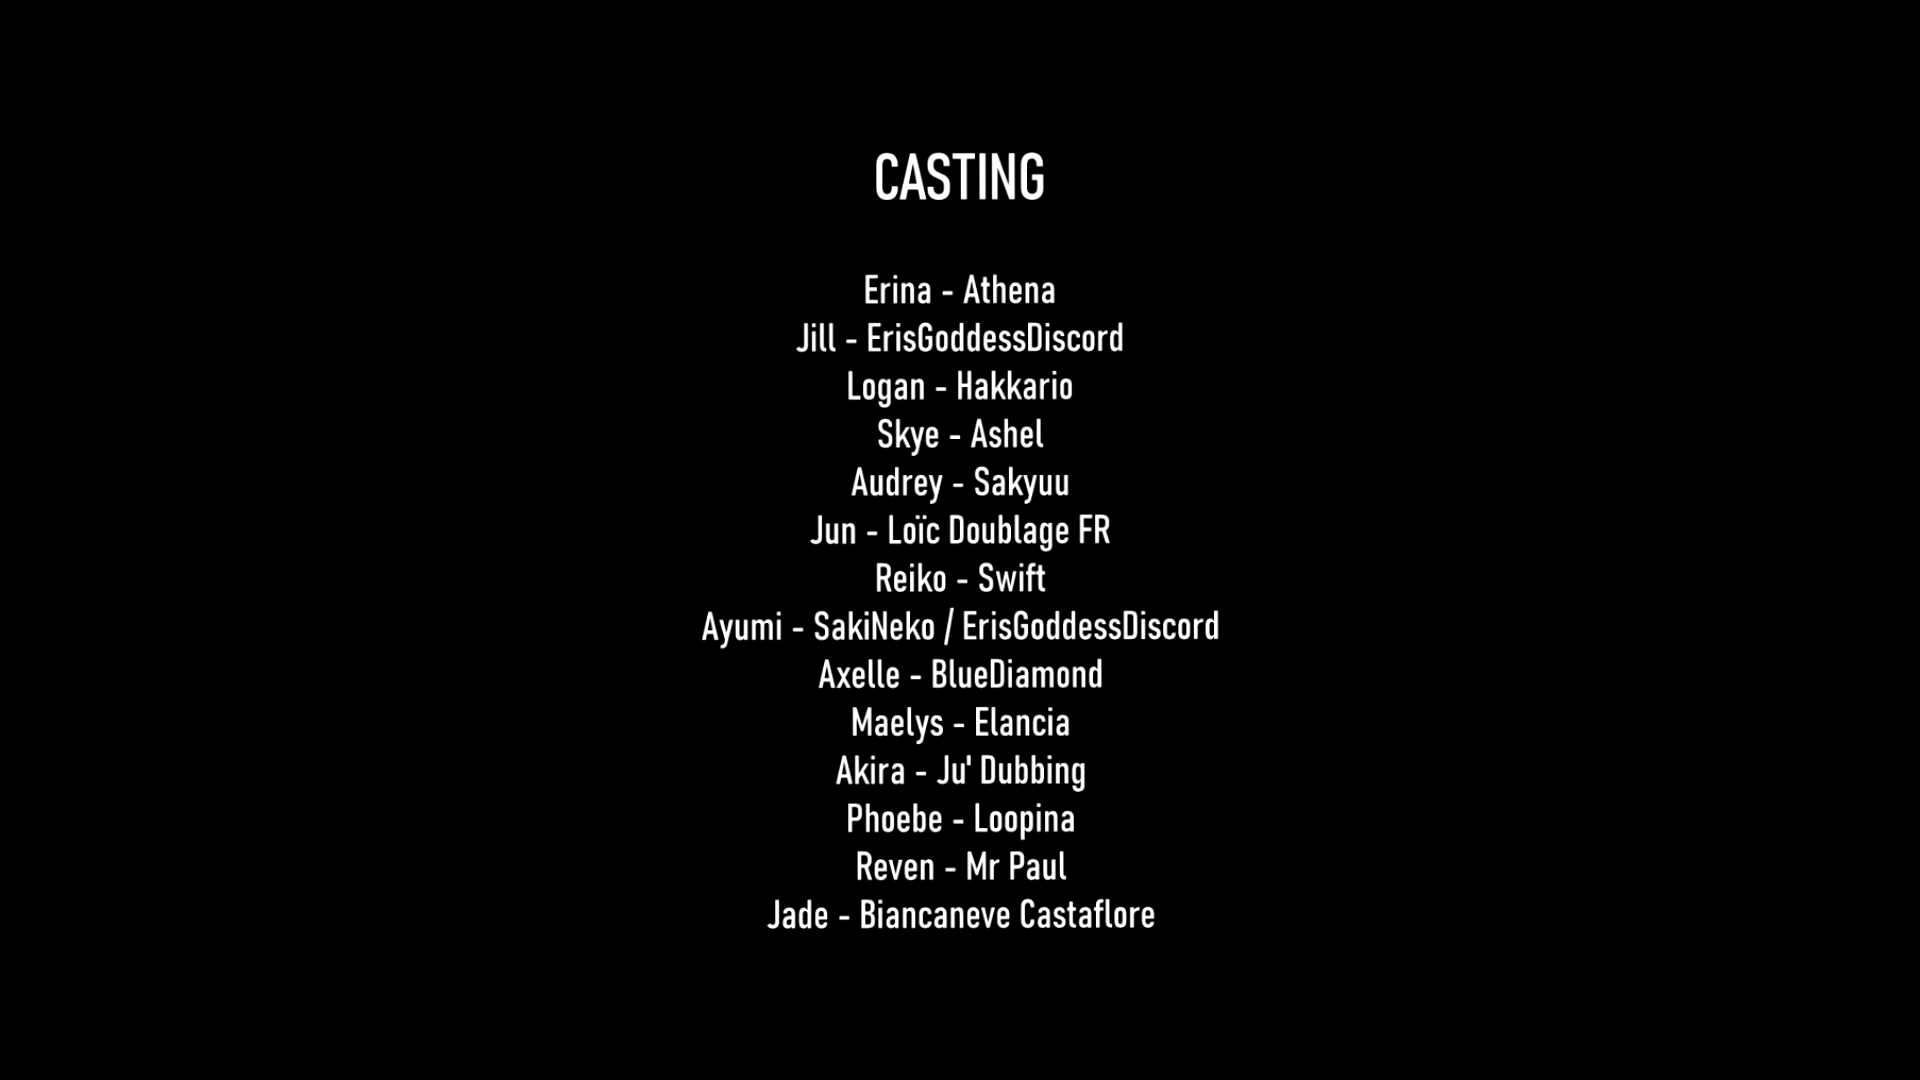 CASTING
Erina - Athena
Jill - ErisGoddessDiscord
Logan - Hakkario
Skye - Ashel
Audrey - Sakyuu
Jun - Loïc Doublage FR
Reiko - Swift
Ayumi - SakiNeko / ErisGoddessDiscord
Axelle - BlueDiamond
Maelys - Elancia
Akira - Ju' Dubbing
Phoebe - Loopina
Reven - Mr Paul
Jade - Biancaneve Castaflore